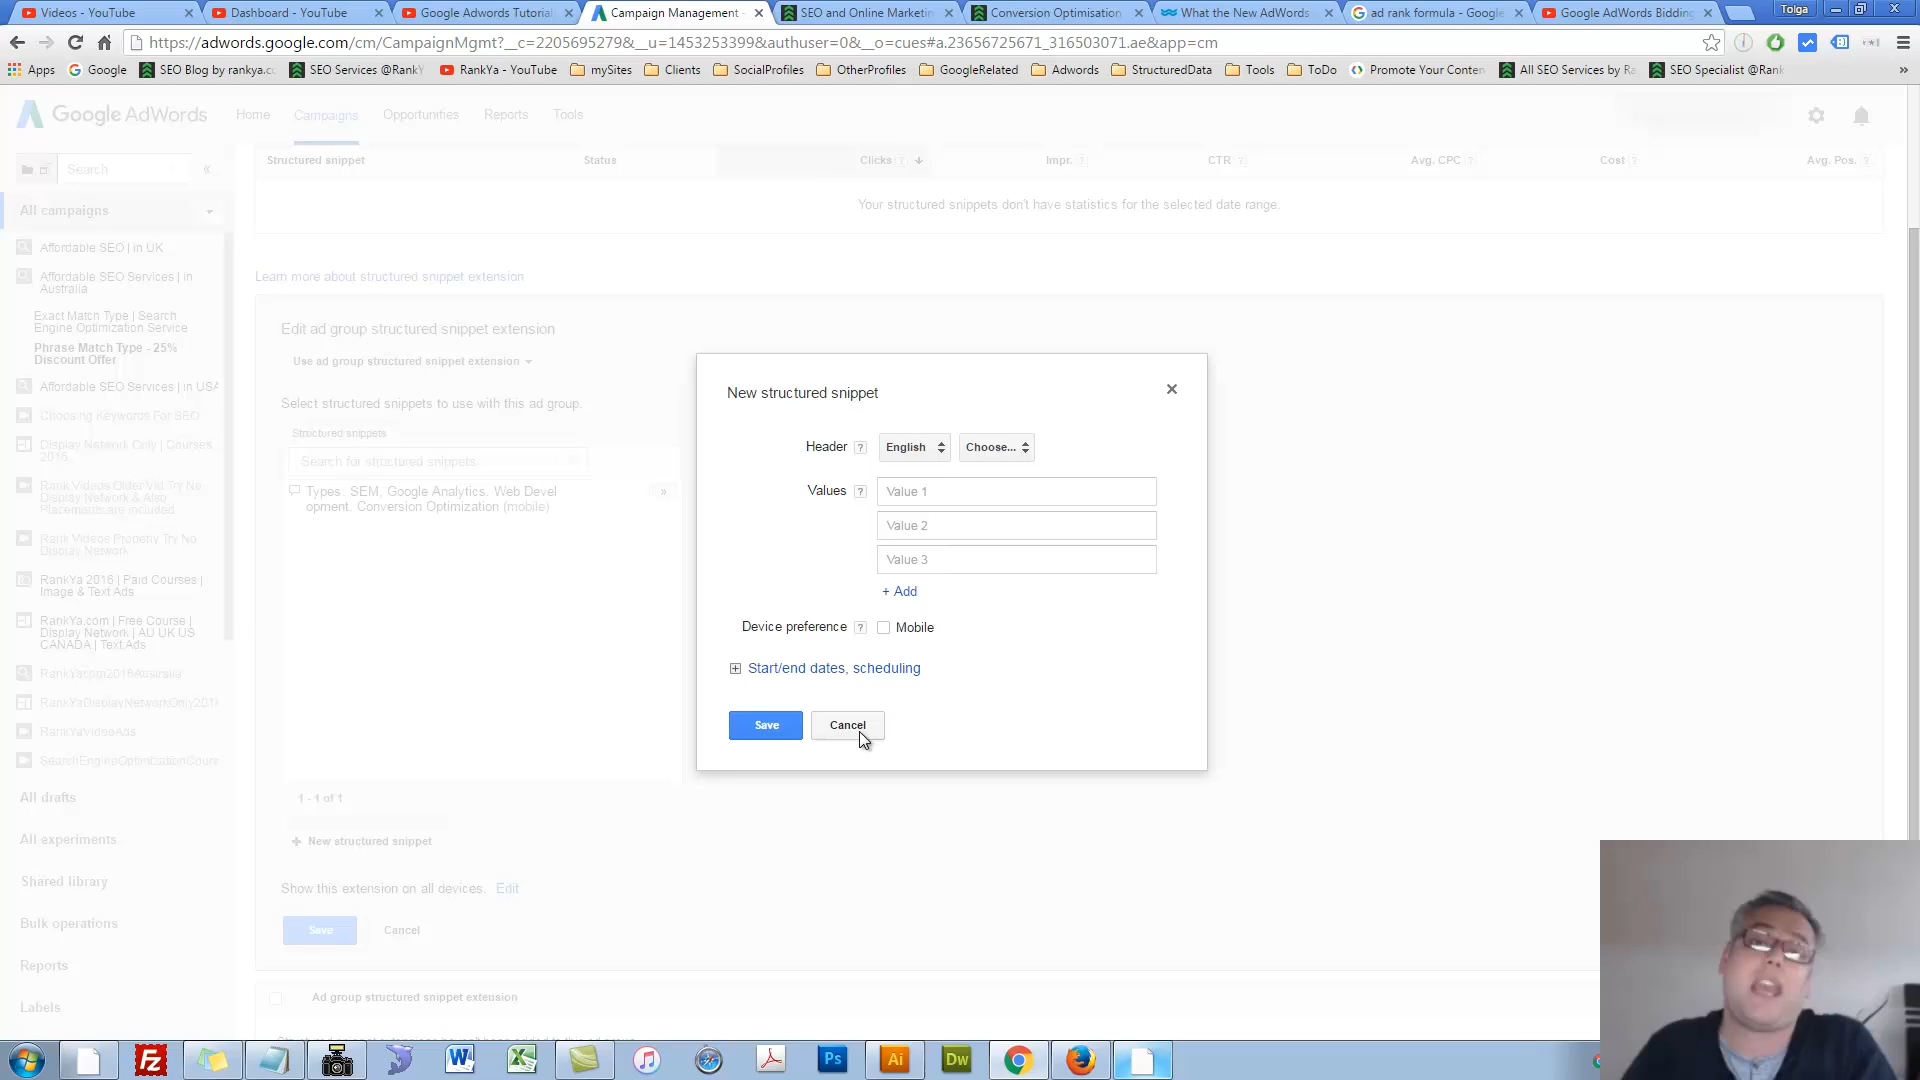 Videos - YouTube
Dashboard - YouTube
Google Adwords Tutorial
Campaign Management -
SEO and Online Marketin
Conversion Optimisation
What the New AdWords
ad rank formula - Google
Google AdWords Bidding
Tolga
https://adwords.google.com/cm/CampaignMgmt?__c=2205695279&__u=1453253399&authuser=0&__o=cues#a.23656725671_316503071.ae&app=cm
Apps
Google
SEO Blog by rankya.c
SEO Services @RankY
RankYa - YouTube
mySites
Clients
SocialProfiles
OtherProfiles
GoogleRelated
Adwords
StructuredData
Tools
ToDo
Promote Your Conten
All SEO Services by Ra
SEO Specialist @Rank
Google AdWords
Home
Campaigns
Opportunities
Reports
Tools
Search
All campaigns
Affordable SEO | in UK
Affordable SEO Services | in
Australia
Exact Match Type | Search
Engine Optimization Service
Phrase Match Type - 25%
Discount Offer
Affordable SEO Services | in USA
Choosing Keywords For SEO
Display Network Only | Courses
2016
Rank Videos Older Vid Try No
Display Network & Also
Placements are included
Rank Videos Properly Try No
Display Network
RankYa 2016 | Paid Courses |
Image & Text Ads
RankYa.com | Free Course |
Display Network | AU UK US
CANADA | Text Ads
Rankyacom2016Australia
RankYaDisplayNetworkOnly201
RankYaVideoAds
SearchEngineOptimizationCour
All drafts
All experiments
Shared library
Bulk operations
Reports
Labels
Structured snippet
Status
Clicks ?
Impr. ?
CTR ?
Avg. CPC ?
Cost ?
Avg. Pos. ?
Your structured snippets don't have statistics for the selected date range.
Learn more about structured snippet extension
Edit ad group structured snippet extension
Use ad group structured snippet extension
Select structured snippets to use with this ad group.
Structured snippets
Search for structured snippets
Types: SEM, Google Analytics. Web Devel
opment. Conversion Optimization (mobile)
»
1 - 1 of 1
+ New structured snippet
Show this extension on all devices. Edit
Save
Cancel
Ad group structured snippet extension
New structured snippet
Header ?
English
Choose...
Values ?
Value 1
Value 2
Value 3
+ Add
Device preference ?
Mobile
Start/end dates, scheduling
Save
Cancel
Fz
W
X
Ps
Ai
Dw